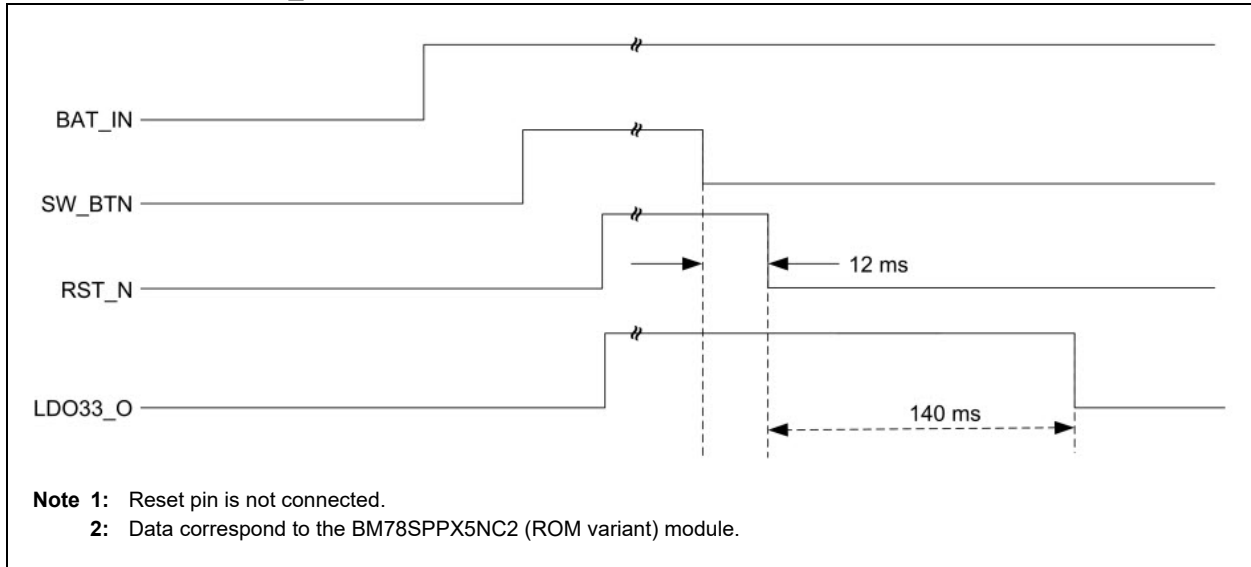 BAT_IN
SW_BTN
RST_N
12 ms
LDO33_O
140 ms
Note 1: Reset pin is not connected.
2: Data correspond to the BM78SPPX5NC2 (ROM variant) module.